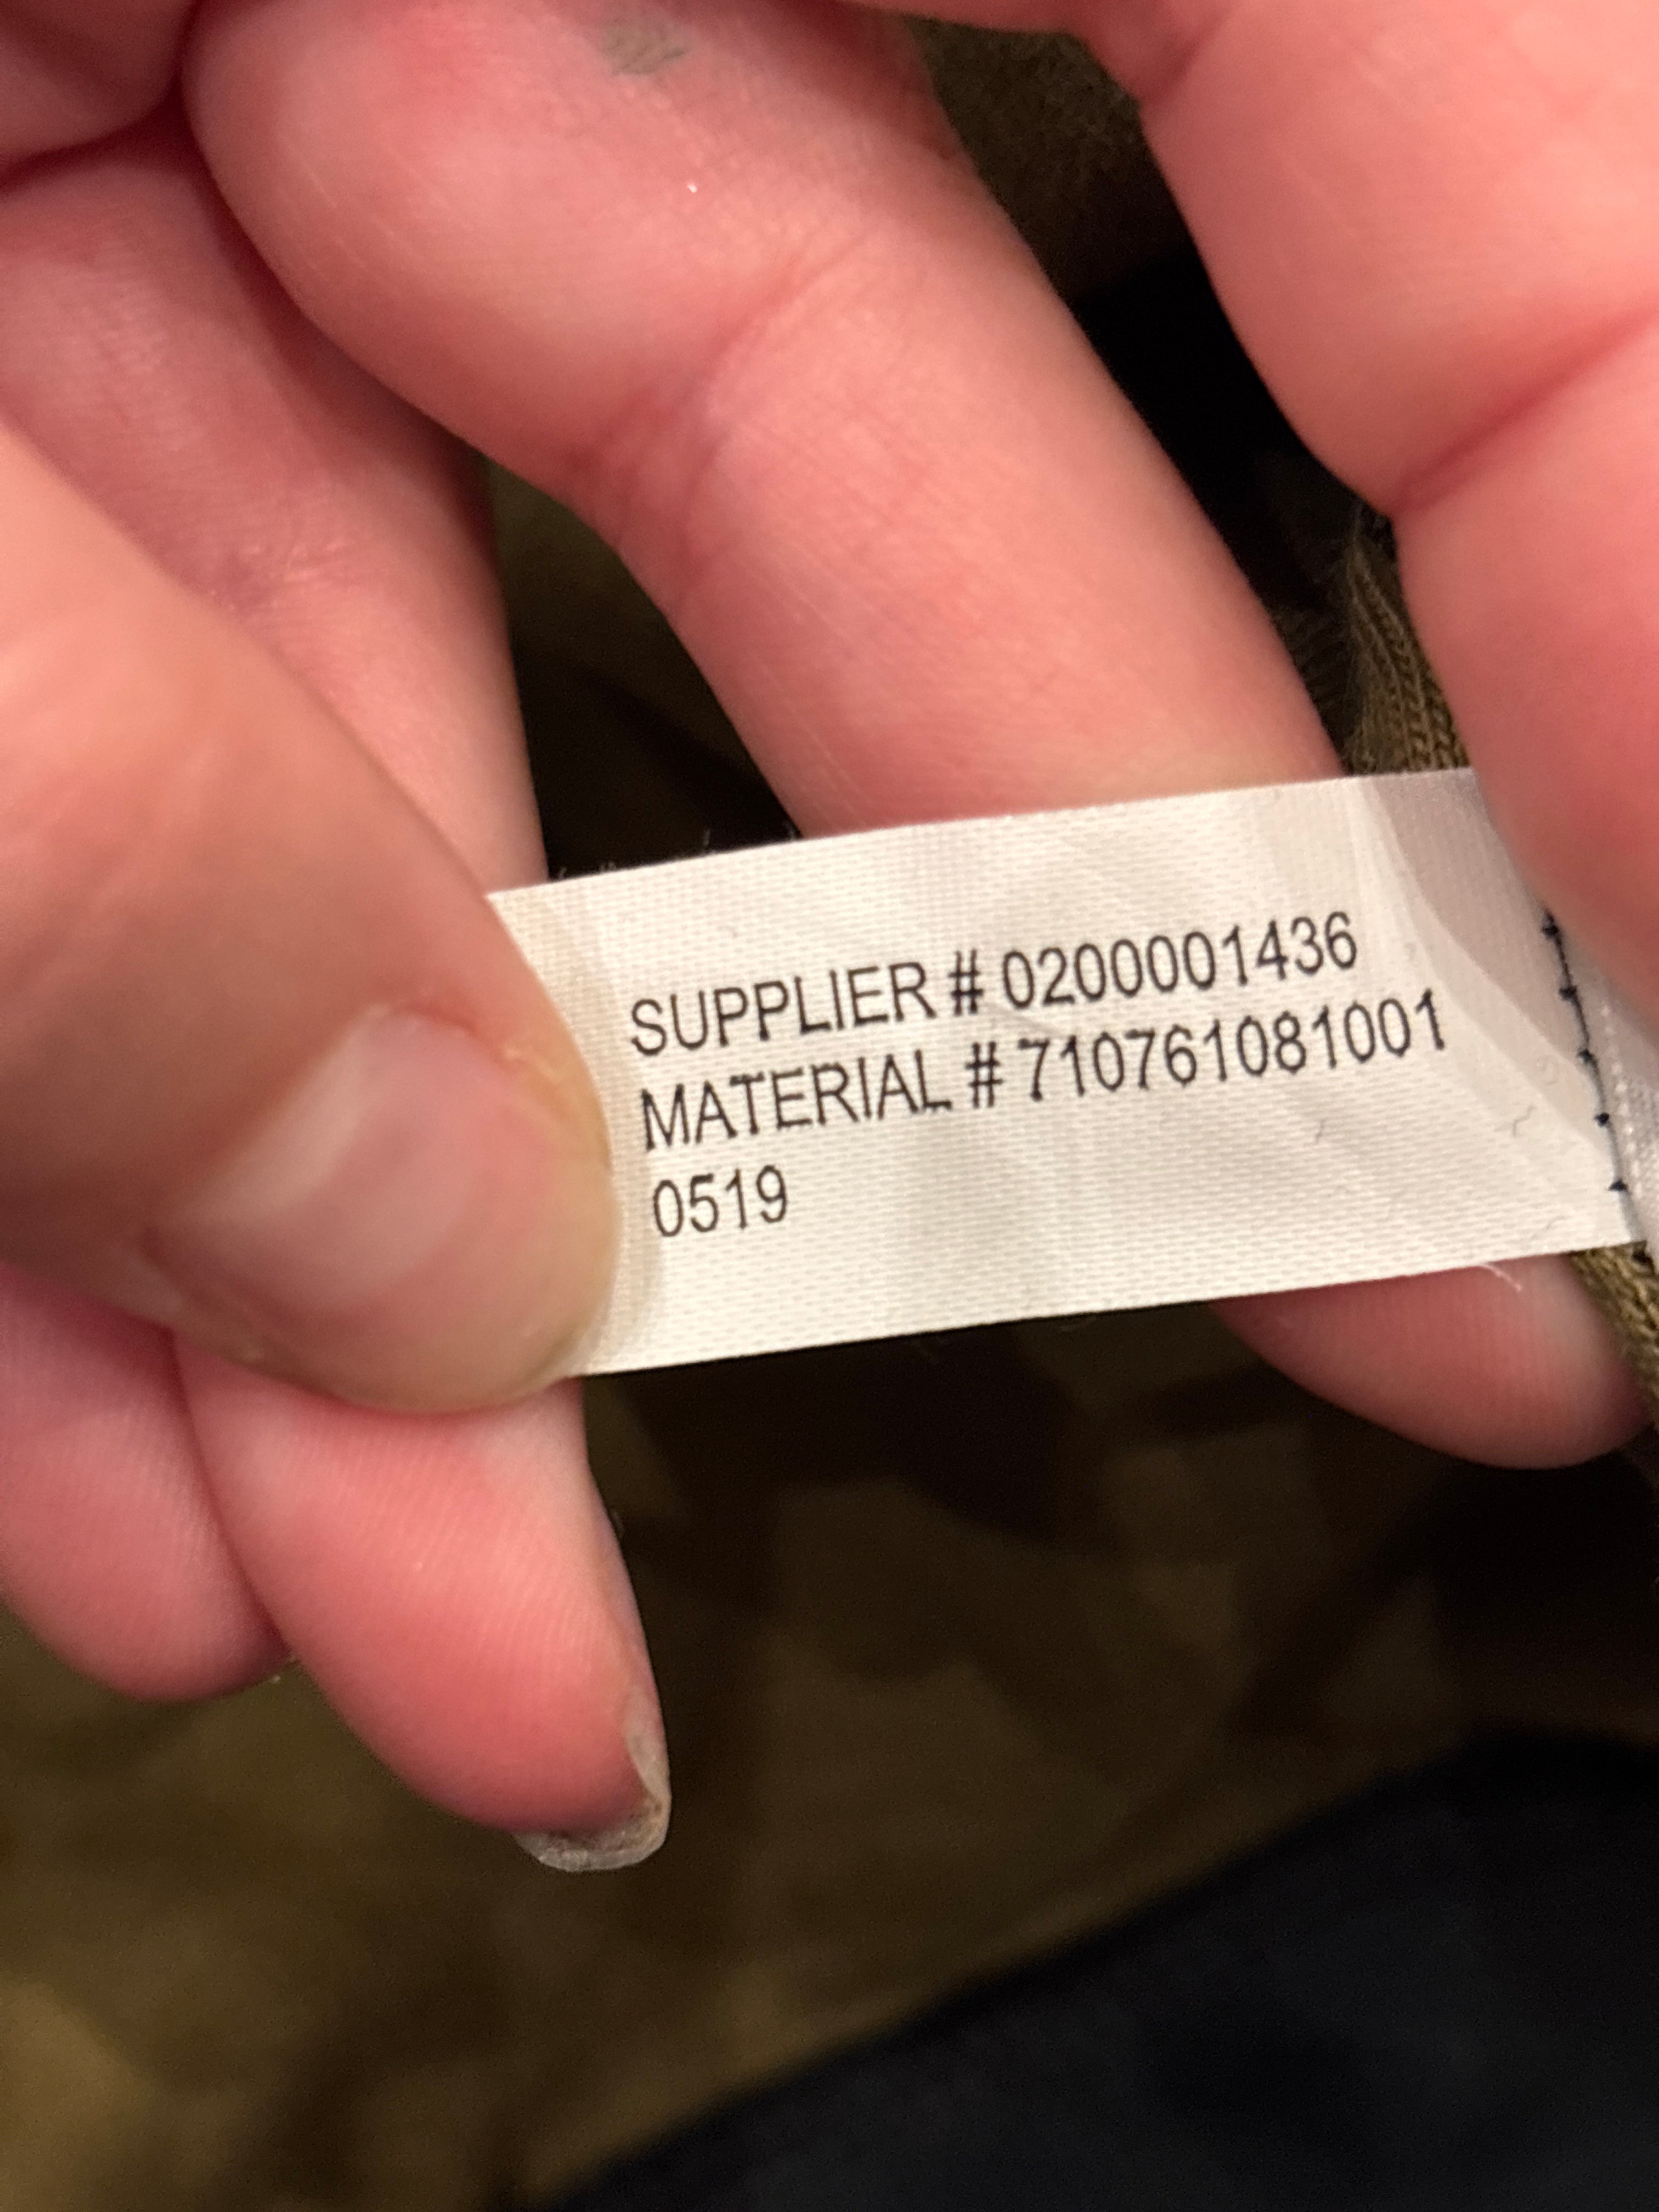 SUPPLIER # 0200001436
MATERIAL # 710761081001
0519